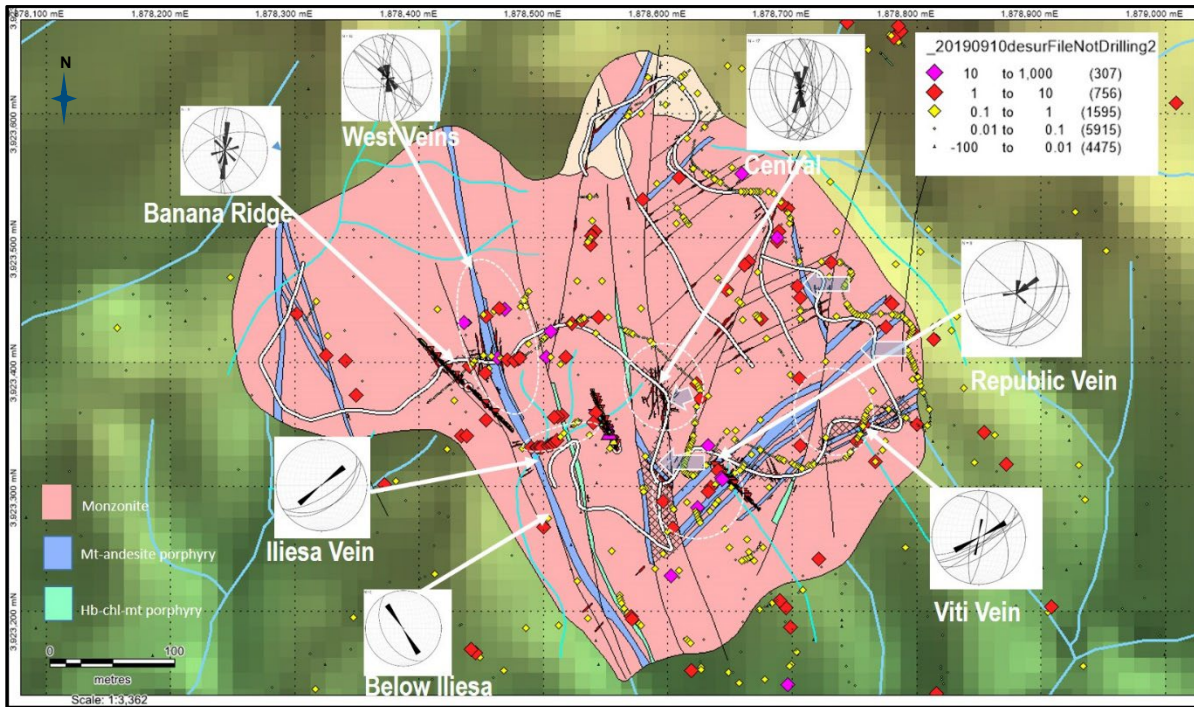 1,878,100 mE
1,878,200 mE
1,878,300 mE
1,878,400 mE
1,878,500 mE
1,878,600 mE
1,878,700 mE
1,878,800 mE
1,878,900 mE
1,879,000 mE
N
_20190910desurFileNotDrilling2
10 to 1,000 (307)
1 to 10 (756)
0.1 to 1 (1595)
0.01 to 0.1 (5915)
-100 to 0.01 (4475)
3,923,600 mN
3,923,500 mN
3,923,400 mN
3,923,300 mN
3,923,200 mN
West Veins
Central
Banana Ridge
Republic Vein
Iliesa Vein
Viti Vein
Below Iliesa
Monzonite
Mt-andesite porphyry
Hb-chl-mt porphyry
0 100
metres
Scale: 1:3,362